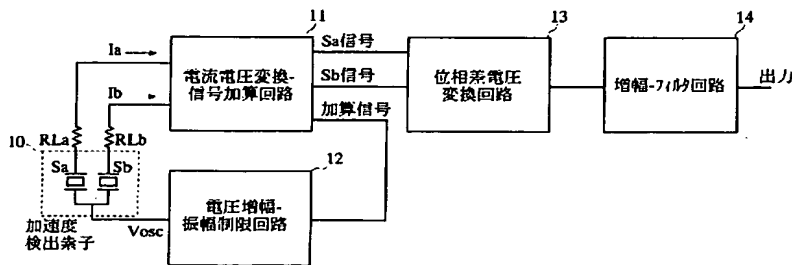 11
Ia
Ib
電流電圧変換-
信号加算回路
Sa信号
Sb信号
加算信号
13
位相差電圧
変換回路
14
増幅-フィルタ回路
出力
RLa
RLb
10
Sa
Sb
加速度
検出素子
Vosc
12
電圧増幅-
振幅制限回路